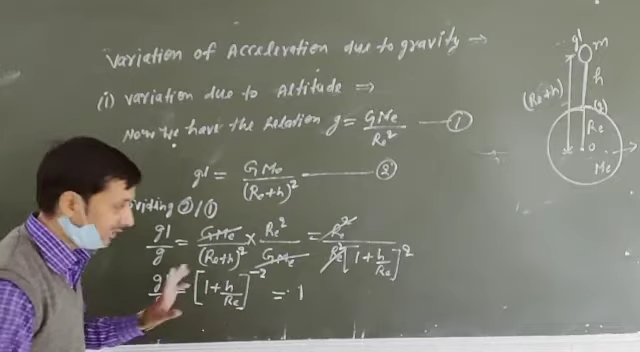 Variation of Acceleration due to gravity ⇒
(i) variation due to Altitude ⇒
Now we have the relation g = GMe/Re² —①
g' = GMe/(Re+h)² —②
dividing ②/①
g'/g = GMe/(Re+h)² × Re²/GMe = Re²/Re²[1+h/Re]²
g'/g = [1+h/Re]⁻² = 1
g'
m
h
(Re+h)
(g)
Re
O
Me